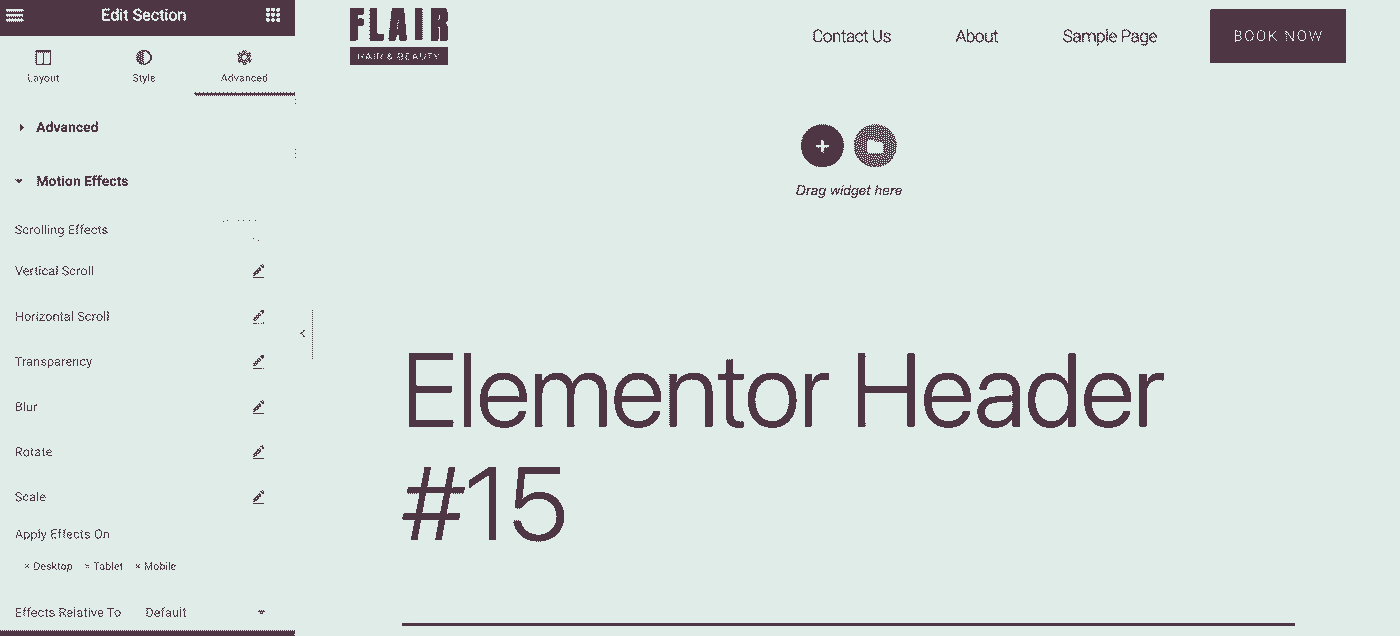 Edit Section
Layout
Style
Advanced
Advanced
Motion Effects
Scrolling Effects
Vertical Scroll
Horizontal Scroll
Transparency
Blur
Rotate
Scale
Apply Effects On
× Desktop × Tablet × Mobile
Effects Relative To Default
FLAIR
HAIR & BEAUTY
Contact Us
About
Sample Page
BOOK NOW
Drag widget here
Elementor Header
#15